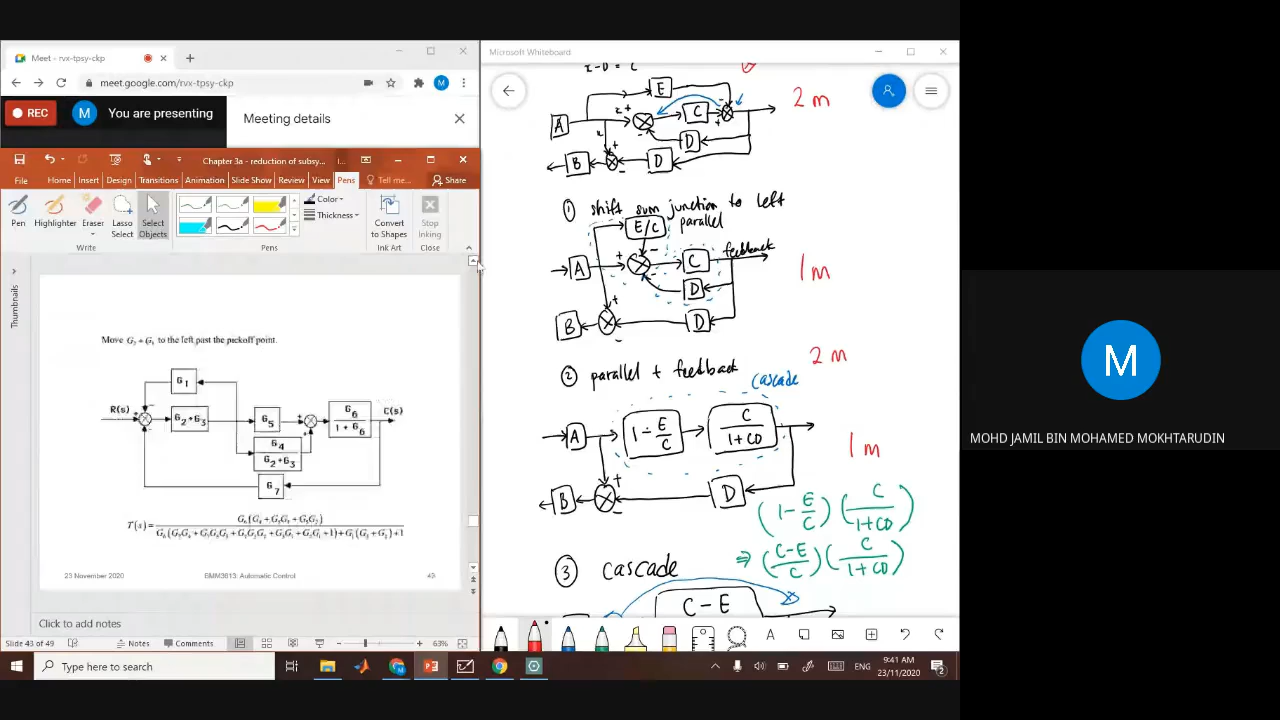 Meet - rvx-tpsy-ckp
meet.google.com/rvx-tpsy-ckp
REC
M
You are presenting
Meeting details
Chapter 3a - reduction of subsy...
File
Home
Insert
Design
Transitions
Animation
Slide Show
Review
View
Pens
Tell me...
Share
Pen
Highlighter
Eraser
Lasso Select
Select Objects
Color
Thickness
Convert to Shapes
Stop Inking
Write
Pens
Ink Art
Close
Thumbnails
Move G2 + G3 to the left past the pickoff point.
G1
R(s)
G2+G3
G5
G6
1 + G6
C(s)
G4
G2+G3
G7
T(s) =
23 November 2020
BMM3613: Automatic Control
49
Click to add notes
Slide 43 of 49
Notes
Comments
63%
Microsoft Whiteboard
E
2 m
A
C
D
B
D
① shift sum junction to left
E/C
parallel
feedback
A
C
D
1 m
B
D
② parallel + feedback
2 m
cascade
A
1 - E/C
C/1+CD
1 m
B
D
(1 - E/C)(C/1+CD)
⇒ (C-E/C)(C/1+CD)
③ cascade
C - E
MOHD JAMIL BIN MOHAMED MOKHTARUDIN
M
Type here to search
ENG
9:41 AM
23/11/2020
2